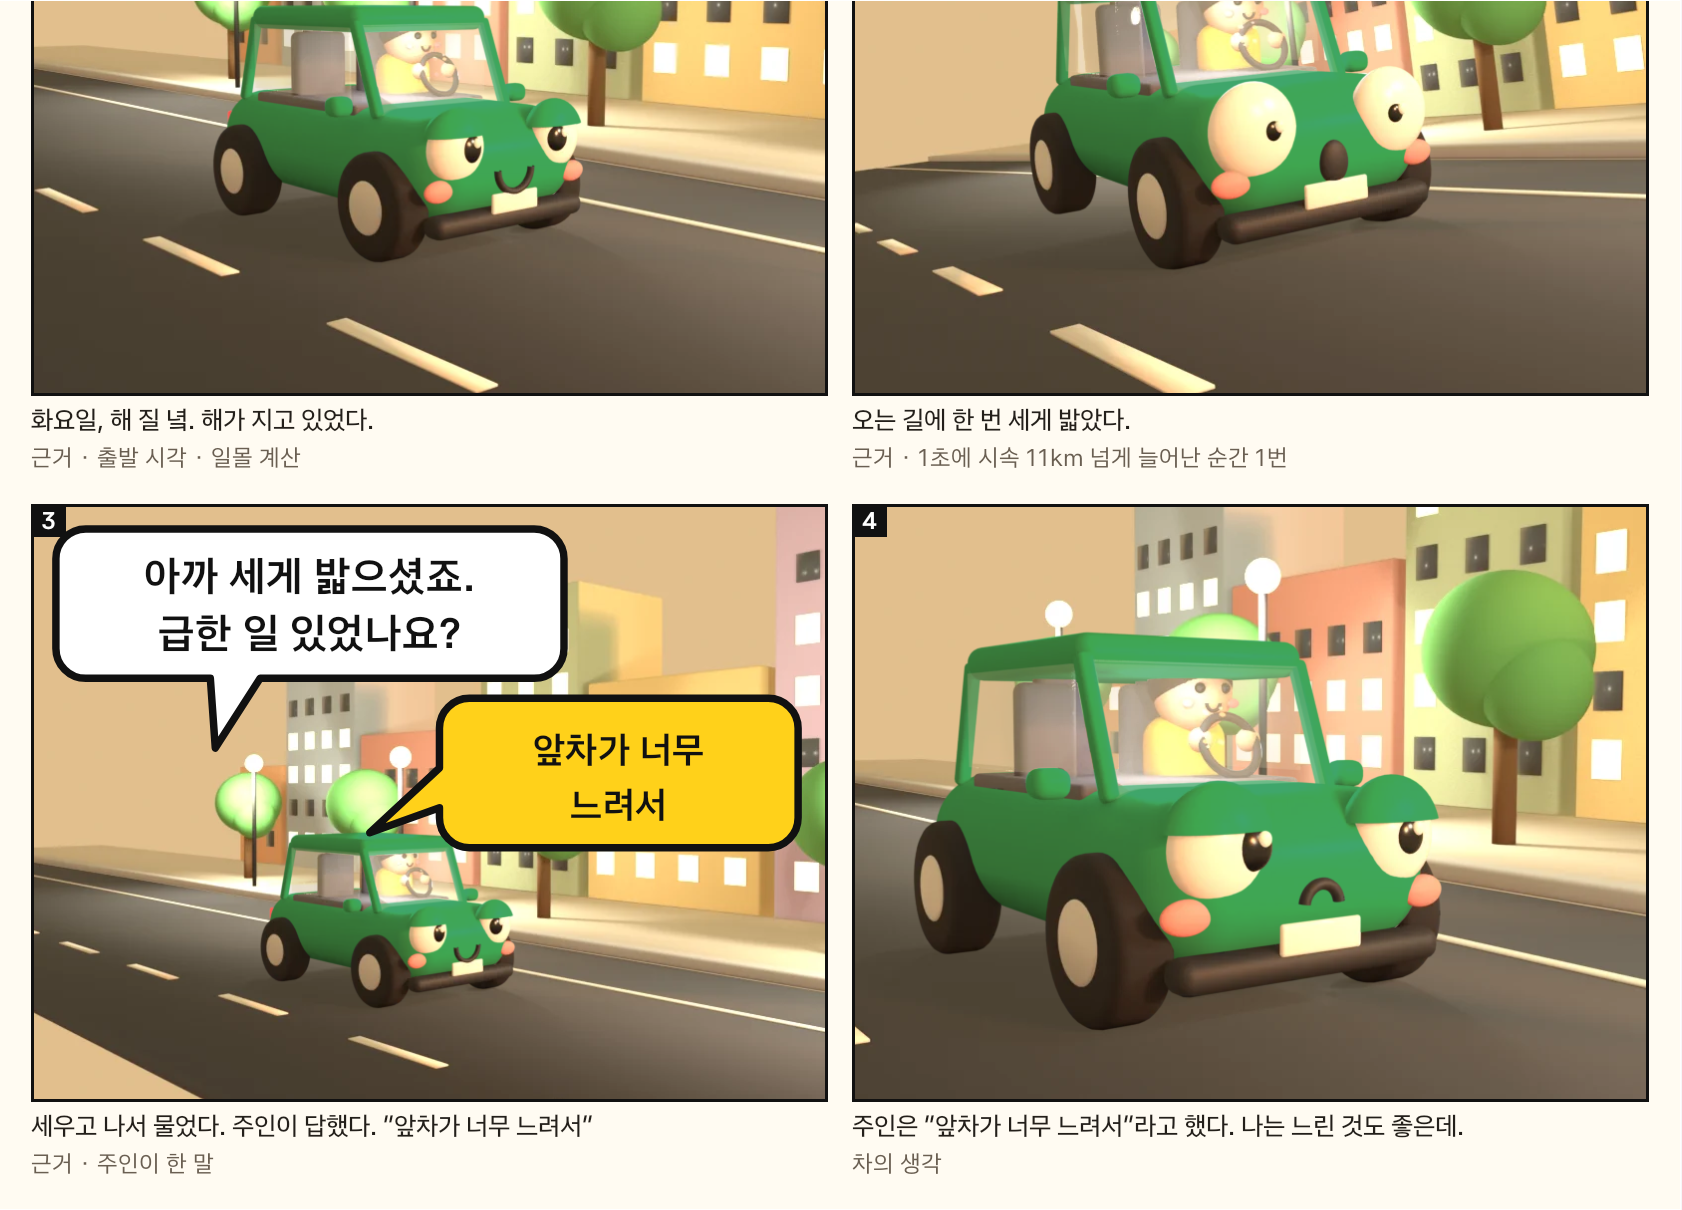 화요일, 해 질 녘. 해가 지고 있었다.
근거 · 출발 시각 · 일몰 계산
오는 길에 한 번 세게 밟았다.
근거 · 1초에 시속 11km 넘게 늘어난 순간 1번
3
아까 세게 밟으셨죠.
급한 일 있었나요?
앞차가 너무
느려서
세우고 나서 물었다. 주인이 답했다. "앞차가 너무 느려서"
근거 · 주인이 한 말
4
주인은 "앞차가 너무 느려서"라고 했다. 나는 느린 것도 좋은데.
차의 생각